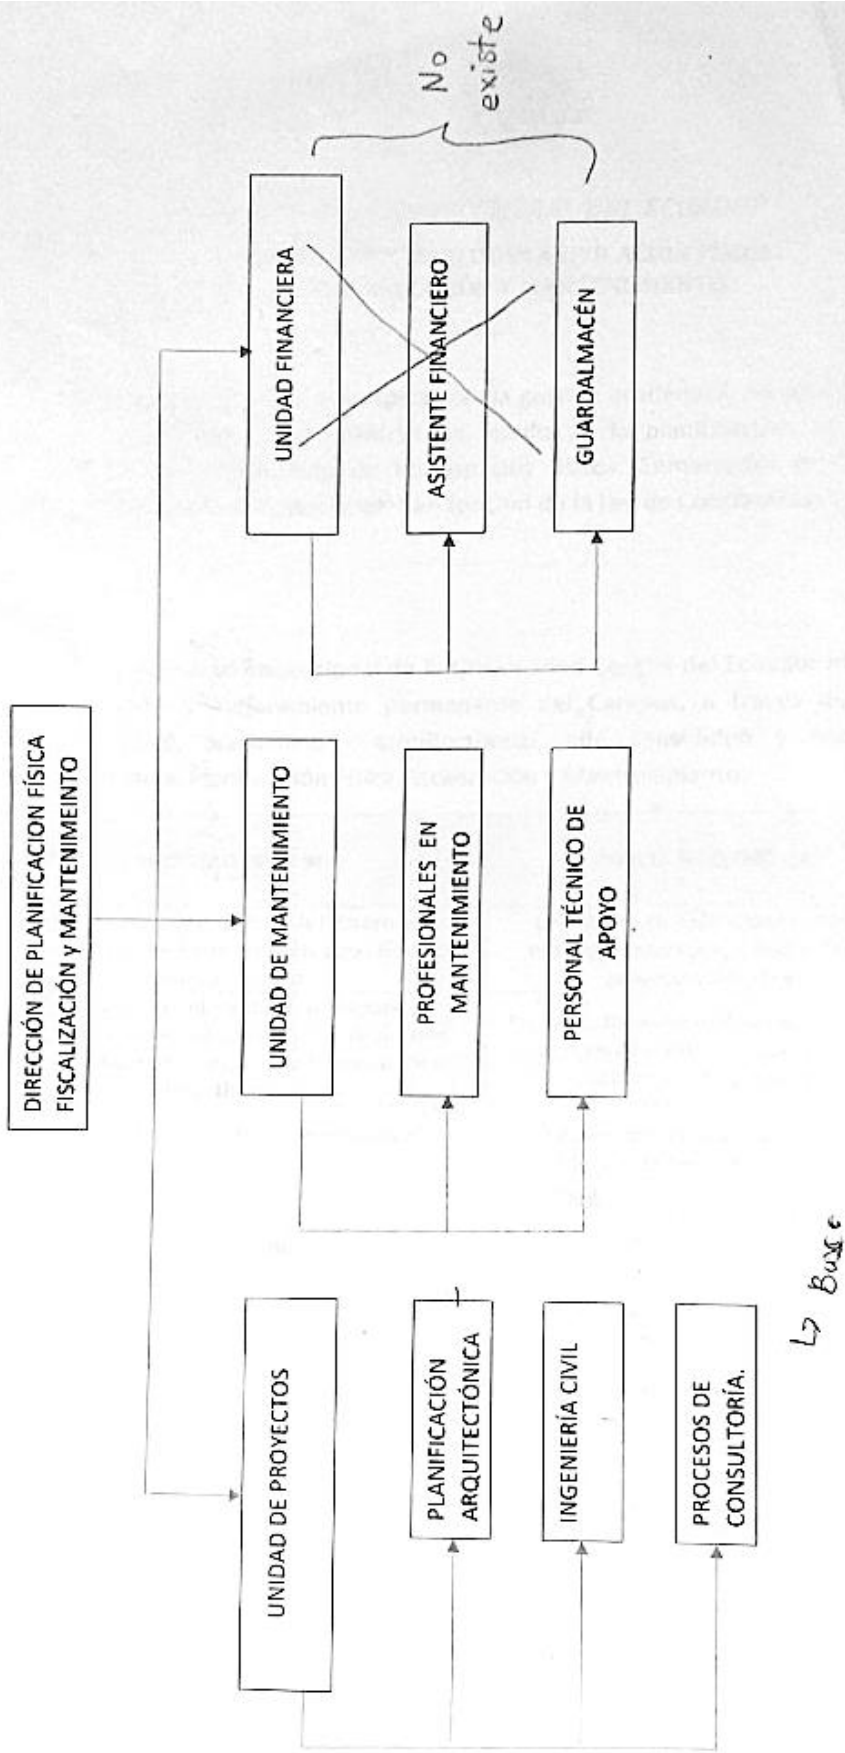 DIRECCIÓN DE PLANIFICACION FÍSICA
FISCALIZACIÓN y MANTENIMEINTO
UNIDAD DE PROYECTOS
PLANIFICACIÓN
ARQUITECTÓNICA
INGENIERÍA CIVIL
PROCESOS DE
CONSULTORÍA.
UNIDAD DE MANTENIMIENTO
PROFESIONALES EN
MANTENIMIENTO
PERSONAL TÉCNICO DE
APOYO
UNIDAD FINANCIERA
ASISTENTE FINANCIERO
GUARDALMACÉN
No
existe